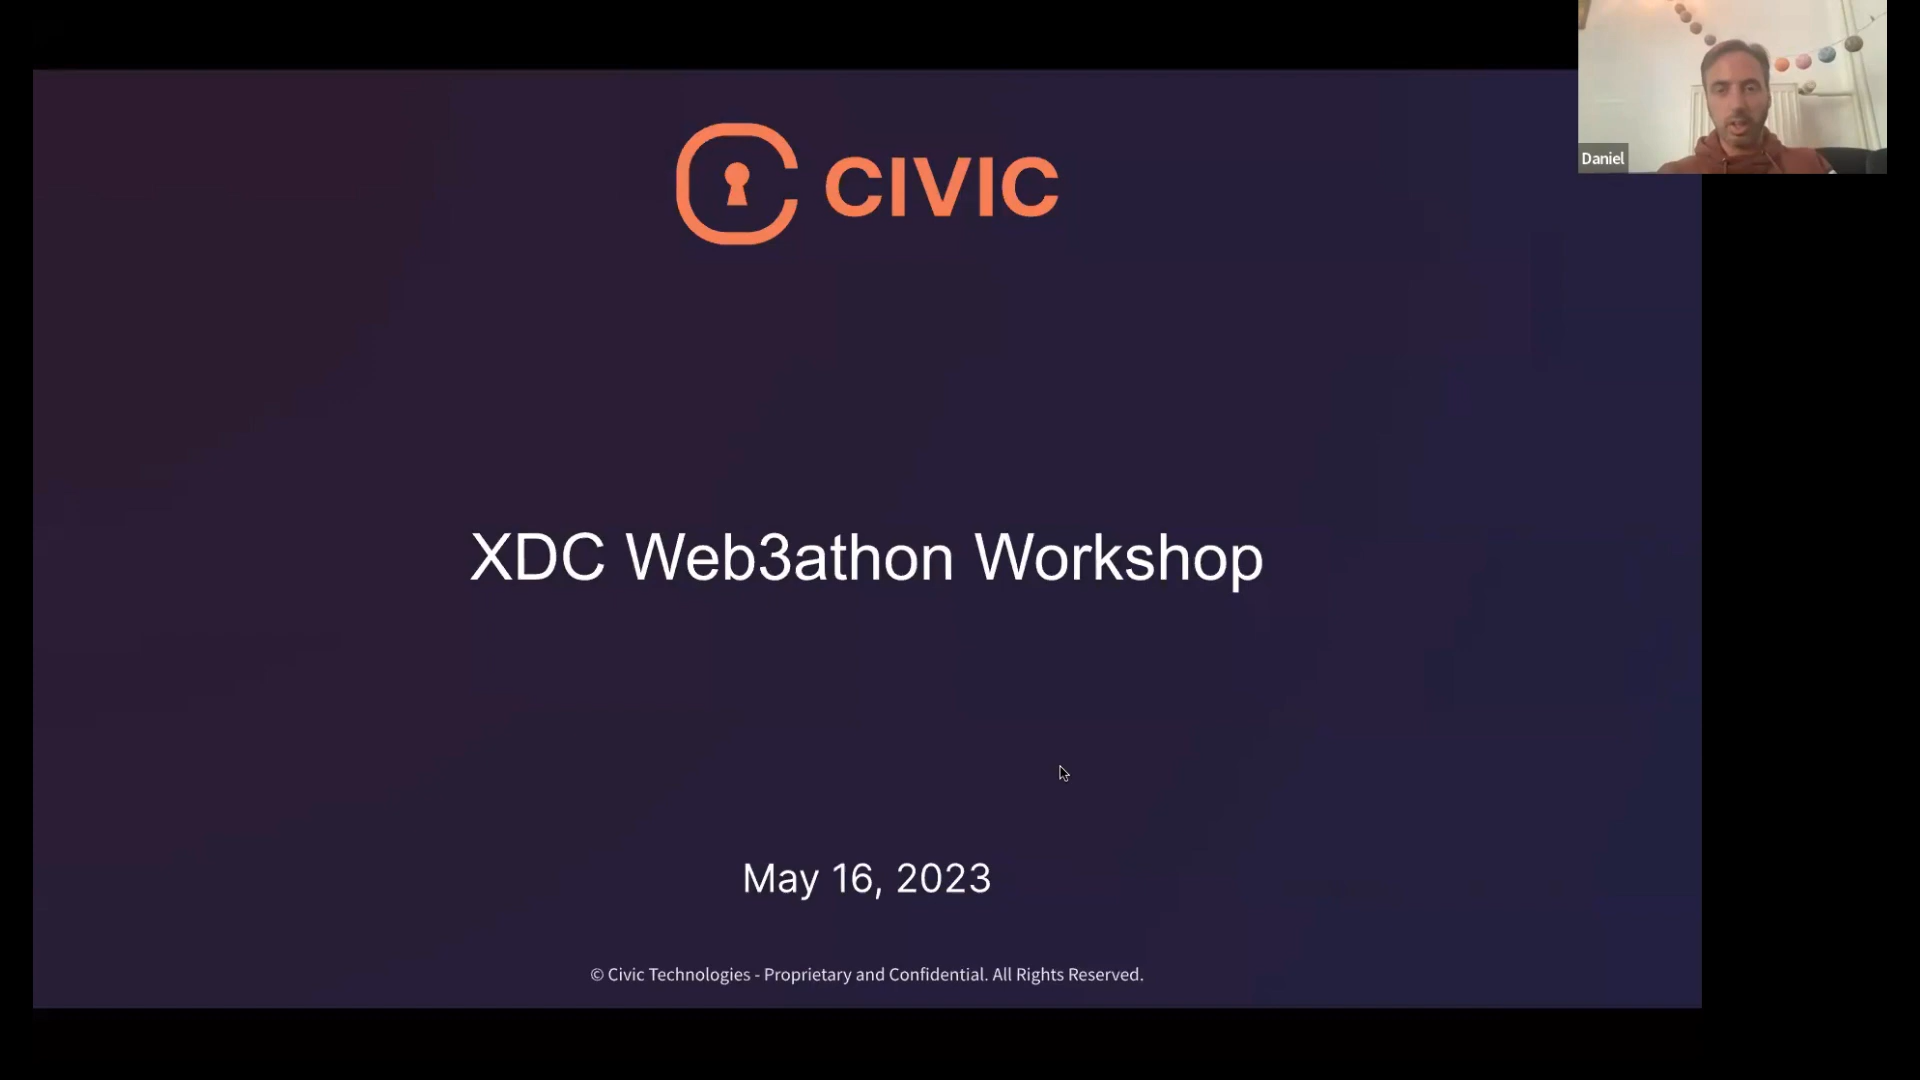 CIVIC
Daniel
XDC Web3athon Workshop
May 16, 2023
© Civic Technologies - Proprietary and Confidential. All Rights Reserved.